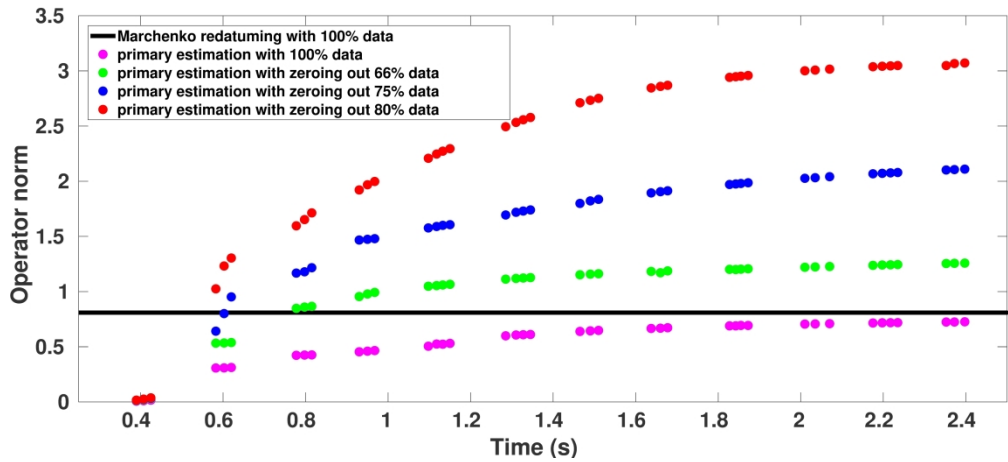 3.5
3
2.5
2
1.5
1
0.5
0
Operator norm
Marchenko redatuming with 100% data
primary estimation with 100% data
primary estimation with zeroing out 66% data
primary estimation with zeroing out 75% data
primary estimation with zeroing out 80% data
0.4 0.6 0.8 1 1.2 1.4 1.6 1.8 2 2.2 2.4
Time (s)